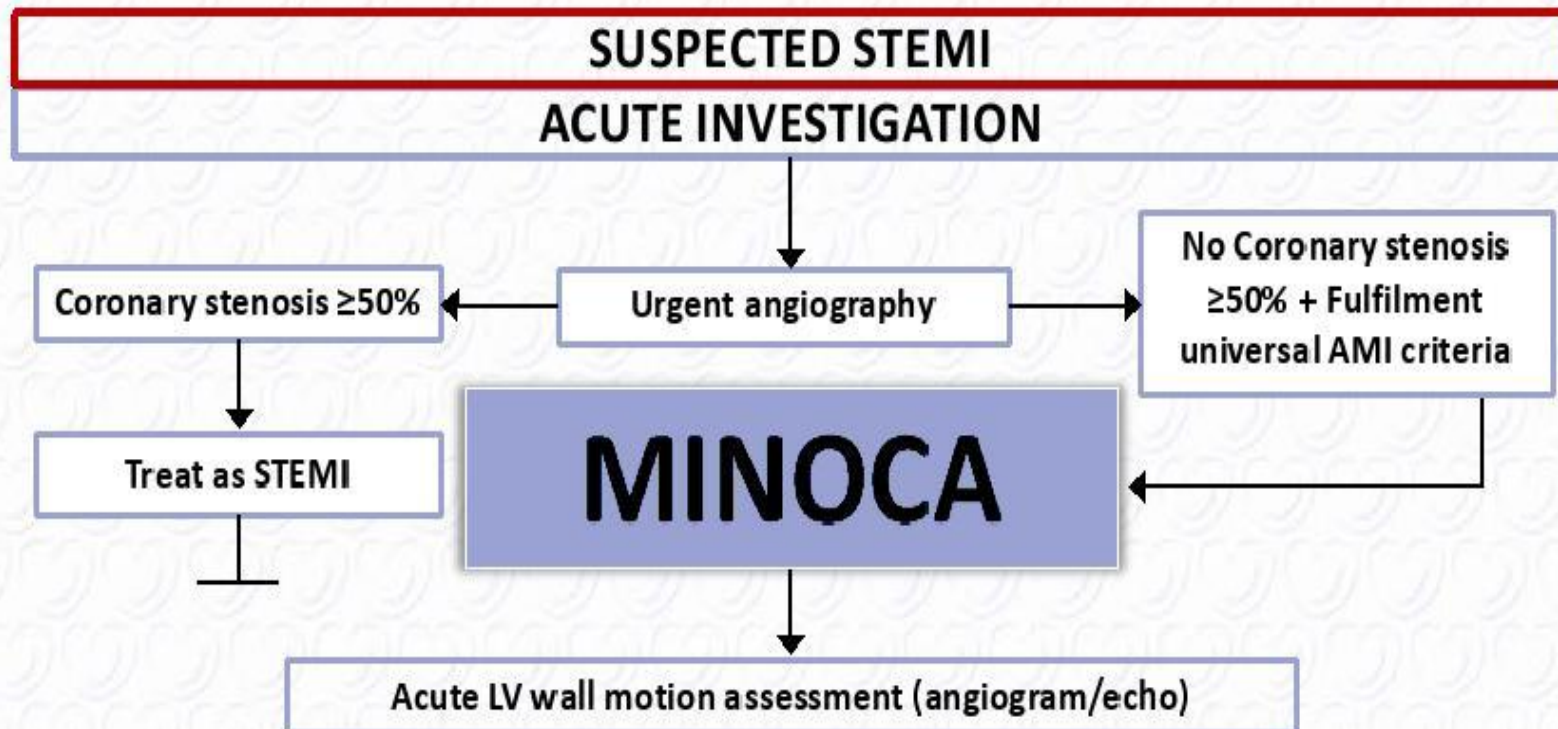 SUSPECTED STEMI
ACUTE INVESTIGATION
Coronary stenosis ≥50%
Urgent angiography
No Coronary stenosis
≥50% + Fulfilment
universal AMI criteria
Treat as STEMI
MINOCA
Acute LV wall motion assessment (angiogram/echo)